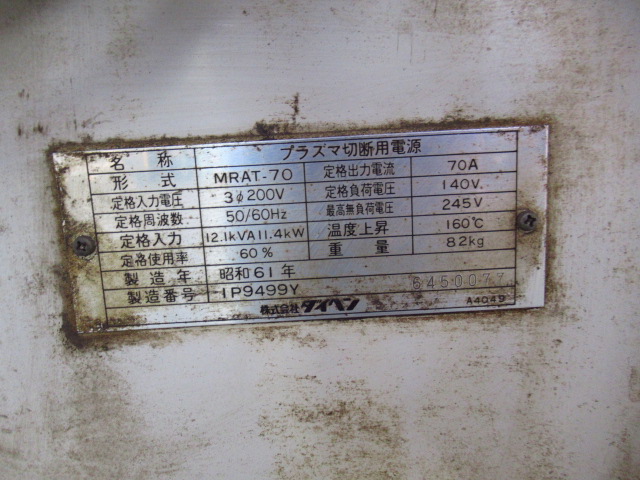 名称 プラズマ切断用電源
形式 MRAT-70 定格出力電流 70A
定格入力電圧 3φ200V 定格負荷電圧 140V.
定格周波数 50/60Hz 最高無負荷電圧 245V
定格入力 12.1kVA11.4kW 温度上昇 160℃
定格使用率 60% 重量 82kg
製造年 昭和61年
製造番号 1P9499Y 6450077
株式会社ダイヘン A4049